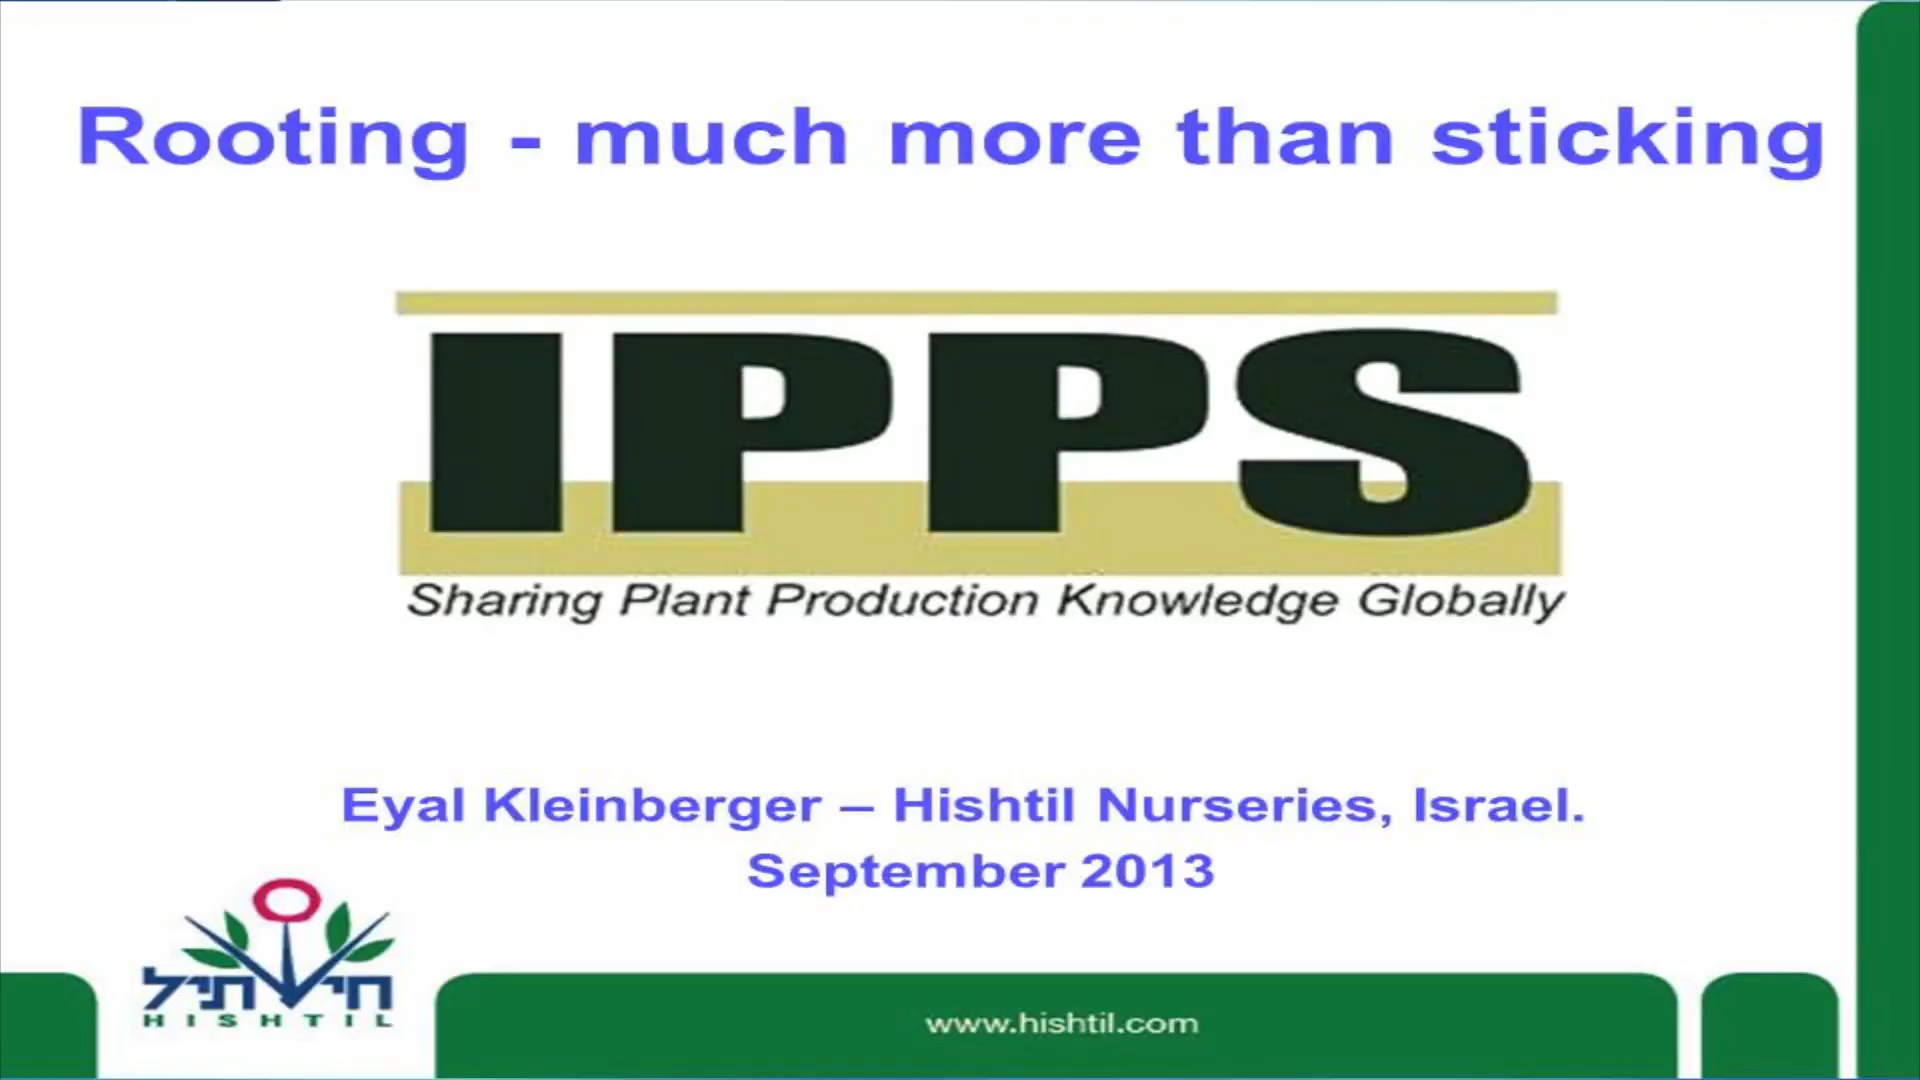 Rooting - much more than sticking
IPPS
Sharing Plant Production Knowledge Globally
Eyal Kleinberger – Hishtil Nurseries, Israel.
September 2013
חישתיל
HISHTIL
www.hishtil.com